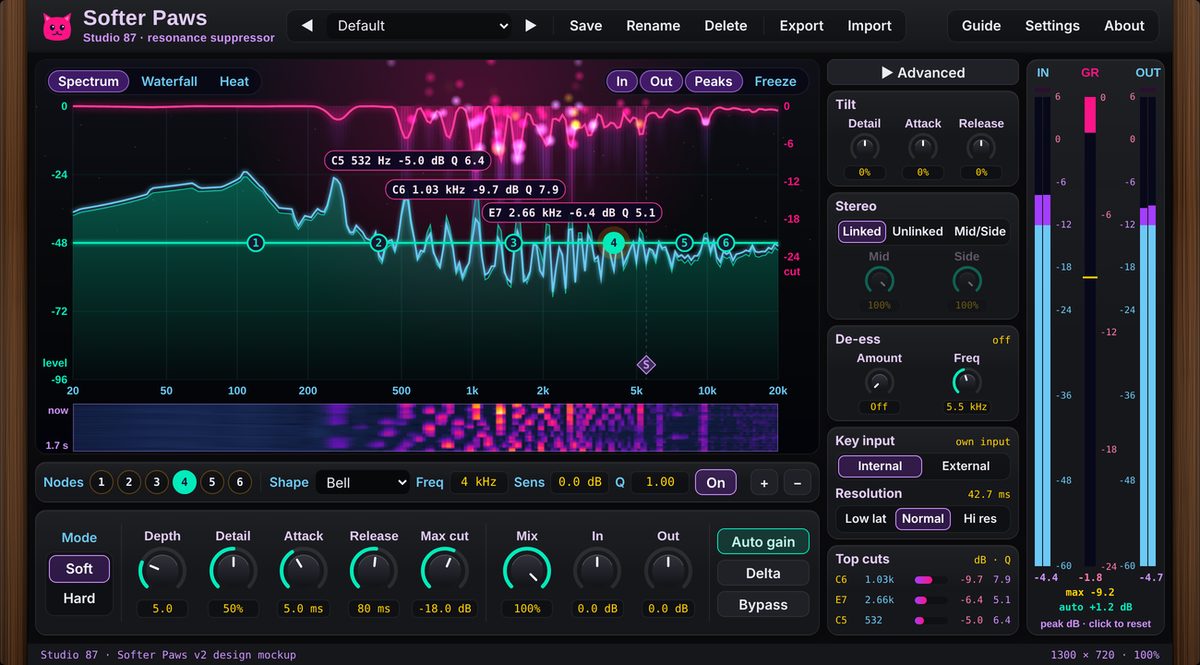 Softer Paws
Studio 87 · resonance suppressor
◀ Default ▶ Save Rename Delete Export Import Guide Settings About
Spectrum Waterfall Heat In Out Peaks Freeze
0 -24 -48 -72 level -96
0 -6 -12 -18 -24 cut
C5 532 Hz -5.0 dB Q 6.4
C6 1.03 kHz -9.7 dB Q 7.9
E7 2.66 kHz -6.4 dB Q 5.1
1 2 3 4 5 6
S
20 50 100 200 500 1k 2k 5k 10k 20k
now
1.7 s
Nodes 1 2 3 4 5 6 Shape Bell Freq 4 kHz Sens 0.0 dB Q 1.00 On + −
Mode
Soft
Hard
Depth Detail Attack Release Max cut Mix In Out
5.0 50% 5.0 ms 80 ms -18.0 dB 100% 0.0 dB 0.0 dB
Auto gain
Delta
Bypass
▶ Advanced
Tilt
Detail Attack Release
0% 0% 0%
Stereo
Linked Unlinked Mid/Side
Mid Side
100% 100%
De-ess off
Amount Freq
Off 5.5 kHz
Key input own input
Internal External
Resolution 42.7 ms
Low lat Normal Hi res
Top cuts dB · Q
C6 1.03k -9.7 7.9
E7 2.66k -6.4 5.1
C5 532 -5.0 6.4
IN GR OUT
6 0 -6 -12 -18 -24 -36 -48 -60
0 -6 -12 -18 -24
6 0 -6 -12 -18 -24 -36 -48 -60
-4.4 -1.8 -4.7
max -9.2
auto +1.2 dB
peak dB · click to reset
Studio 87 · Softer Paws v2 design mockup 1300 × 720 · 100%